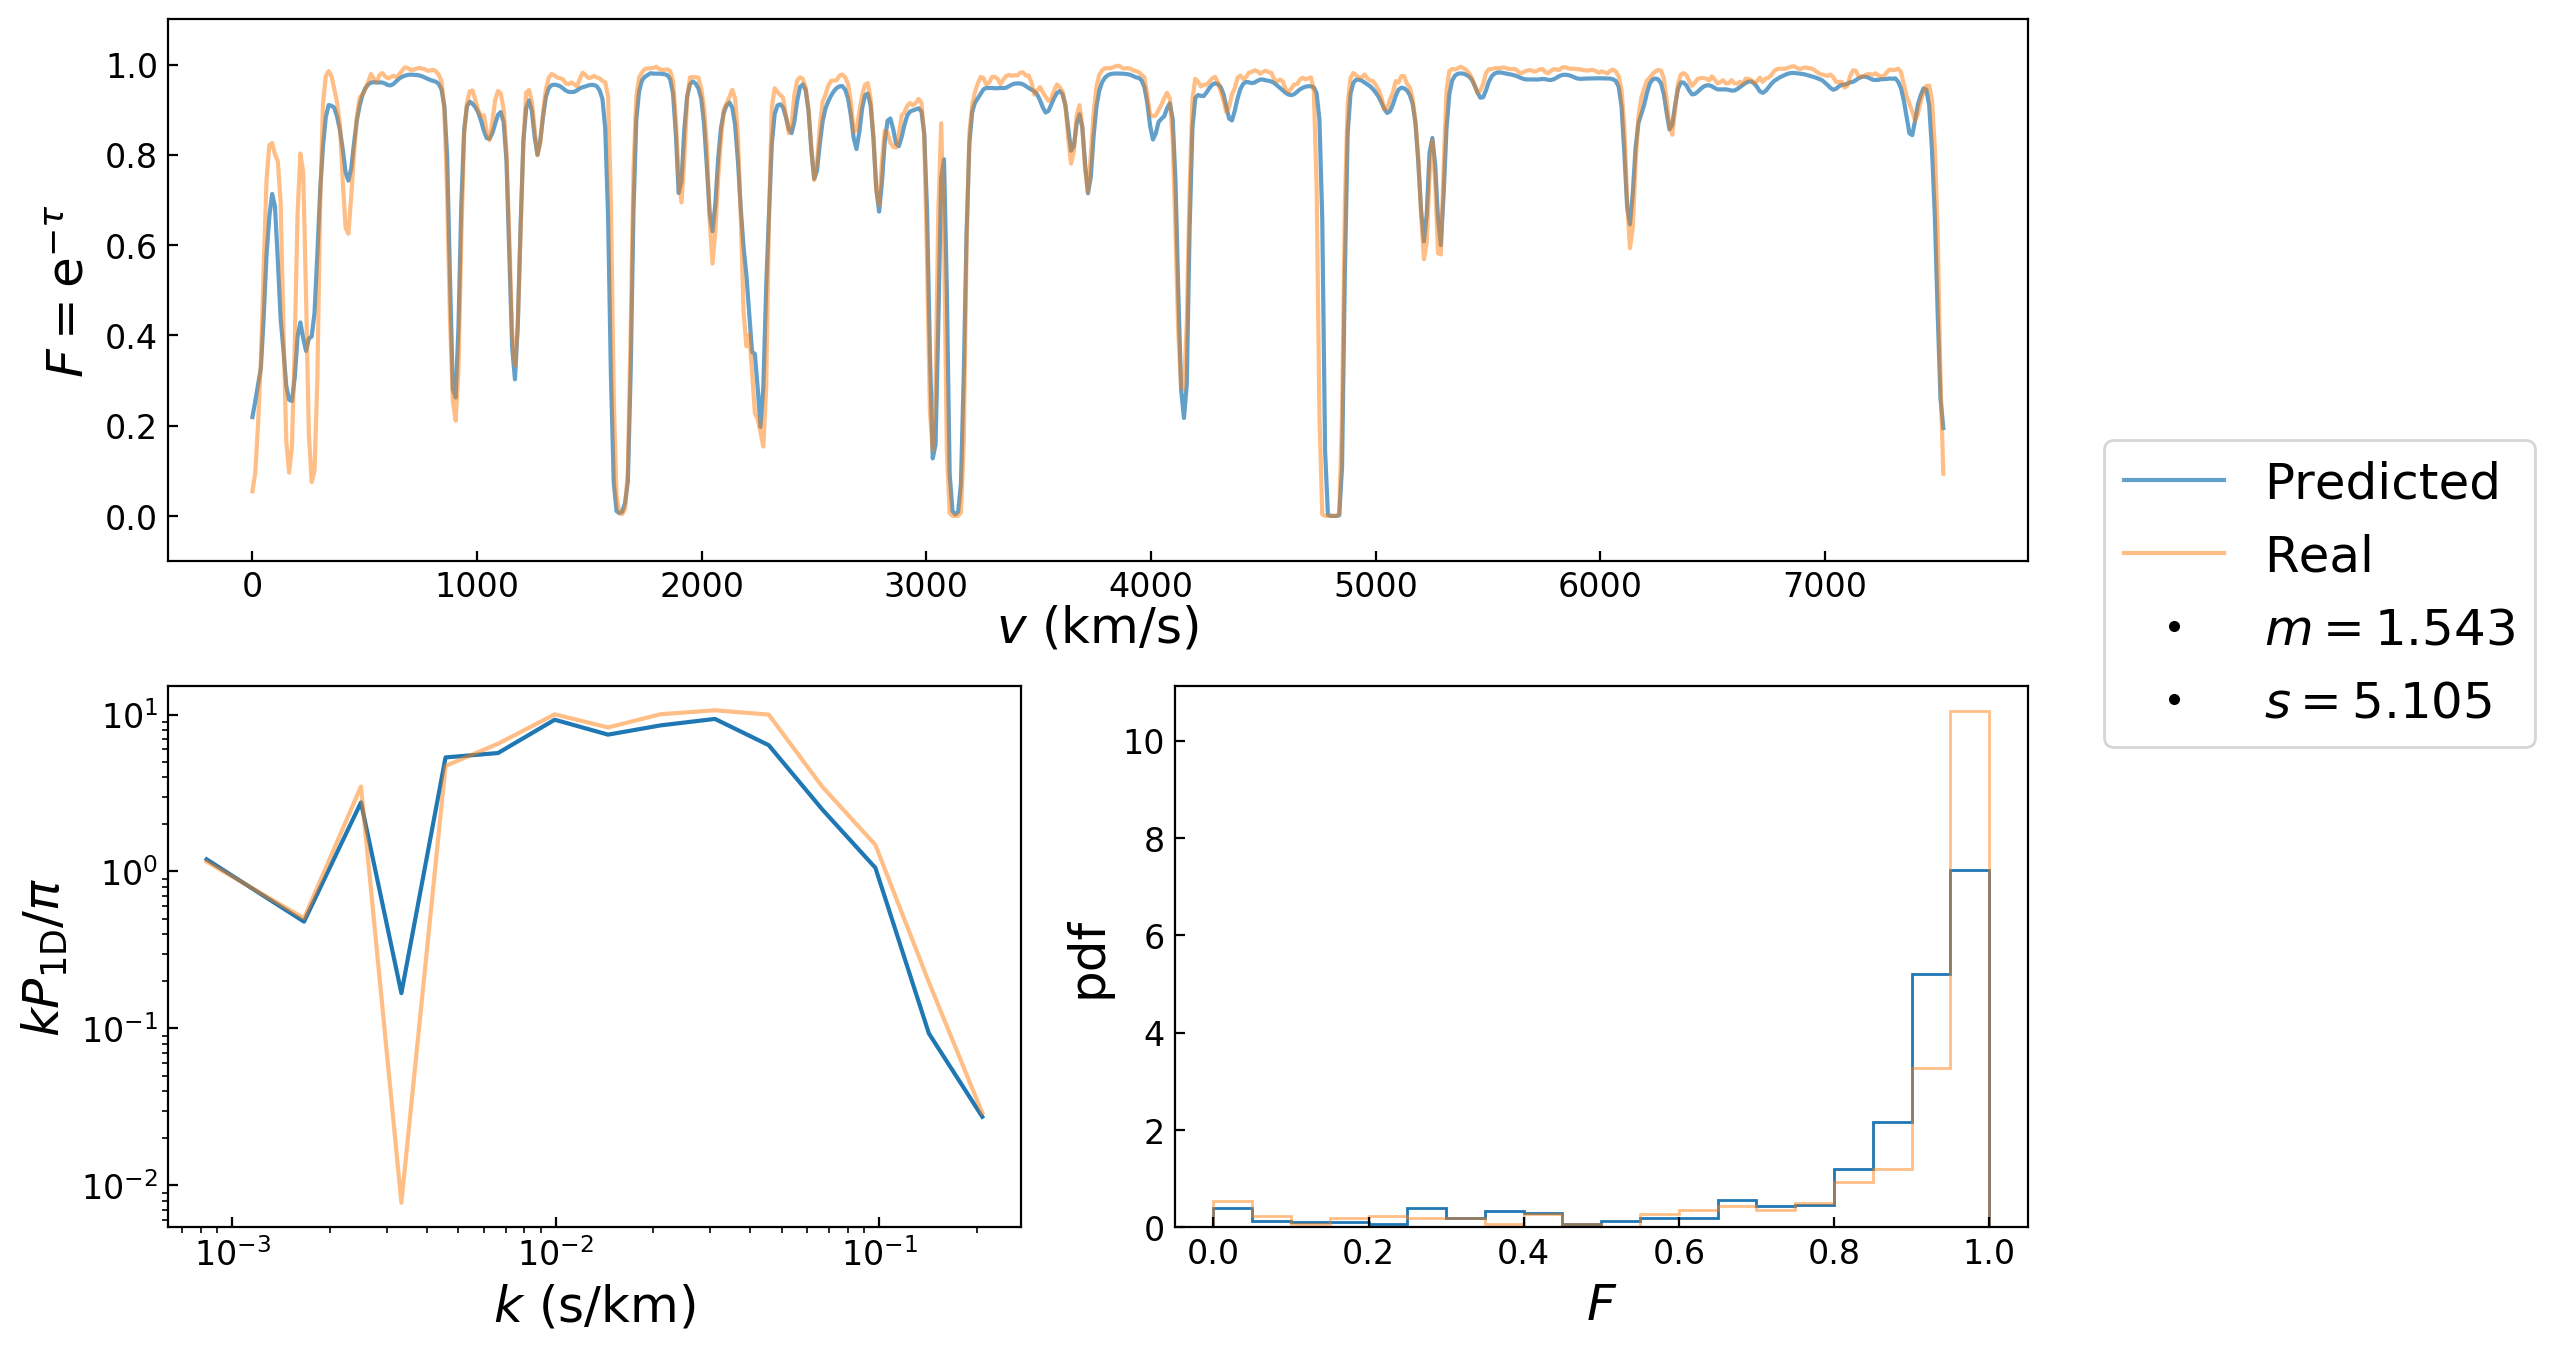 1.0
0.8
0.6
0.4
0.2
0.0
F = e^{-τ}
0 1000 2000 3000 4000 5000 6000 7000
v (km/s)
Predicted
Real
m = 1.543
s = 5.105
10^1
10^0
10^{-1}
10^{-2}
kP_{1D}/π
10^{-3} 10^{-2} 10^{-1}
k (s/km)
10
8
6
4
2
0
pdf
0.0 0.2 0.4 0.6 0.8 1.0
F